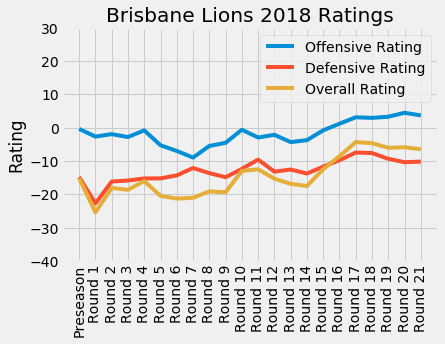 Brisbane Lions 2018 Ratings
Offensive Rating
Defensive Rating
Overall Rating
Rating
30
20
10
0
−10
−20
−30
−40
Preseason
Round 1
Round 2
Round 3
Round 4
Round 5
Round 6
Round 7
Round 8
Round 9
Round 10
Round 11
Round 12
Round 13
Round 14
Round 15
Round 16
Round 17
Round 18
Round 19
Round 20
Round 21